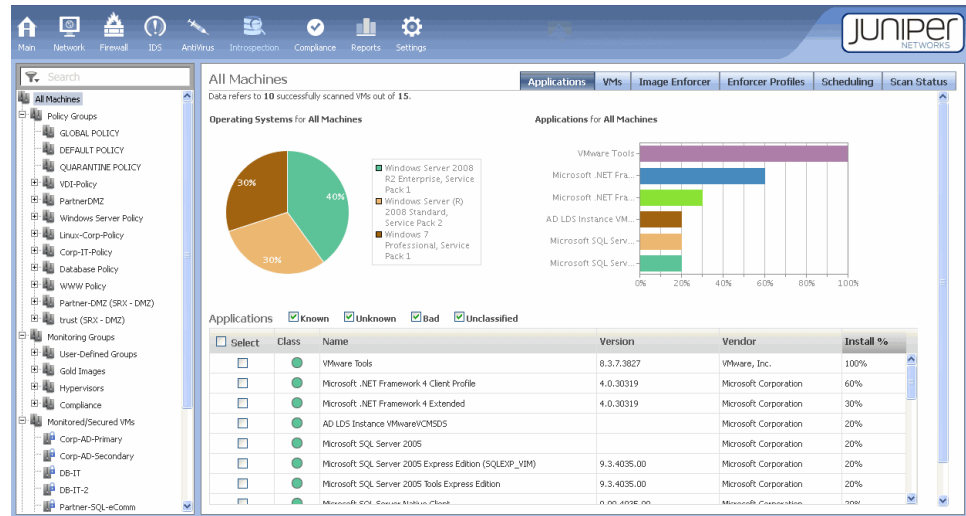 Main Network Firewall IDS AntiVirus Introspection Compliance Reports Settings
JUNIPER
NETWORKS
Search
All Machines
Policy Groups
GLOBAL POLICY
DEFAULT POLICY
QUARANTINE POLICY
VDI-Policy
PartnerDMZ
Windows Server Policy
Linux-Corp-Policy
Corp-IT-Policy
Database Policy
WWW Policy
Partner-DMZ (SRX - DMZ)
trust (SRX - DMZ)
Monitoring Groups
User-Defined Groups
Gold Images
Hypervisors
Compliance
Monitored/Secured VMs
Corp-AD-Primary
Corp-AD-Secondary
DB-IT
DB-IT-2
Partner-SQL-eComm
All Machines
Applications VMs Image Enforcer Enforcer Profiles Scheduling Scan Status
Data refers to 10 successfully scanned VMs out of 15.
Operating Systems for All Machines
30%
40%
30%
Windows Server 2008
R2 Enterprise, Service
Pack 1
Windows Server (R)
2008 Standard,
Service Pack 2
Windows 7
Professional, Service
Pack 1
Applications for All Machines
VMware Tools
Microsoft .NET Fra...
Microsoft .NET Fra...
AD LDS Instance VM...
Microsoft SQL Serv...
Microsoft SQL Serv...
0% 20% 40% 60% 80% 100%
Applications Known Unknown Bad Unclassified
Select Class Name Version Vendor Install %
VMware Tools 8.3.7.3827 VMware, Inc. 100%
Microsoft .NET Framework 4 Client Profile 4.0.30319 Microsoft Corporation 60%
Microsoft .NET Framework 4 Extended 4.0.30319 Microsoft Corporation 30%
AD LDS Instance VMwareVCMSDS Microsoft Corporation 20%
Microsoft SQL Server 2005 Microsoft Corporation 20%
Microsoft SQL Server 2005 Express Edition (SQLEXP_VIM) 9.3.4035.00 Microsoft Corporation 20%
Microsoft SQL Server 2005 Tools Express Edition 9.3.4035.00 Microsoft Corporation 20%
Microsoft SQL Server Native Client 9.00.4035.00 Microsoft Corporation 20%